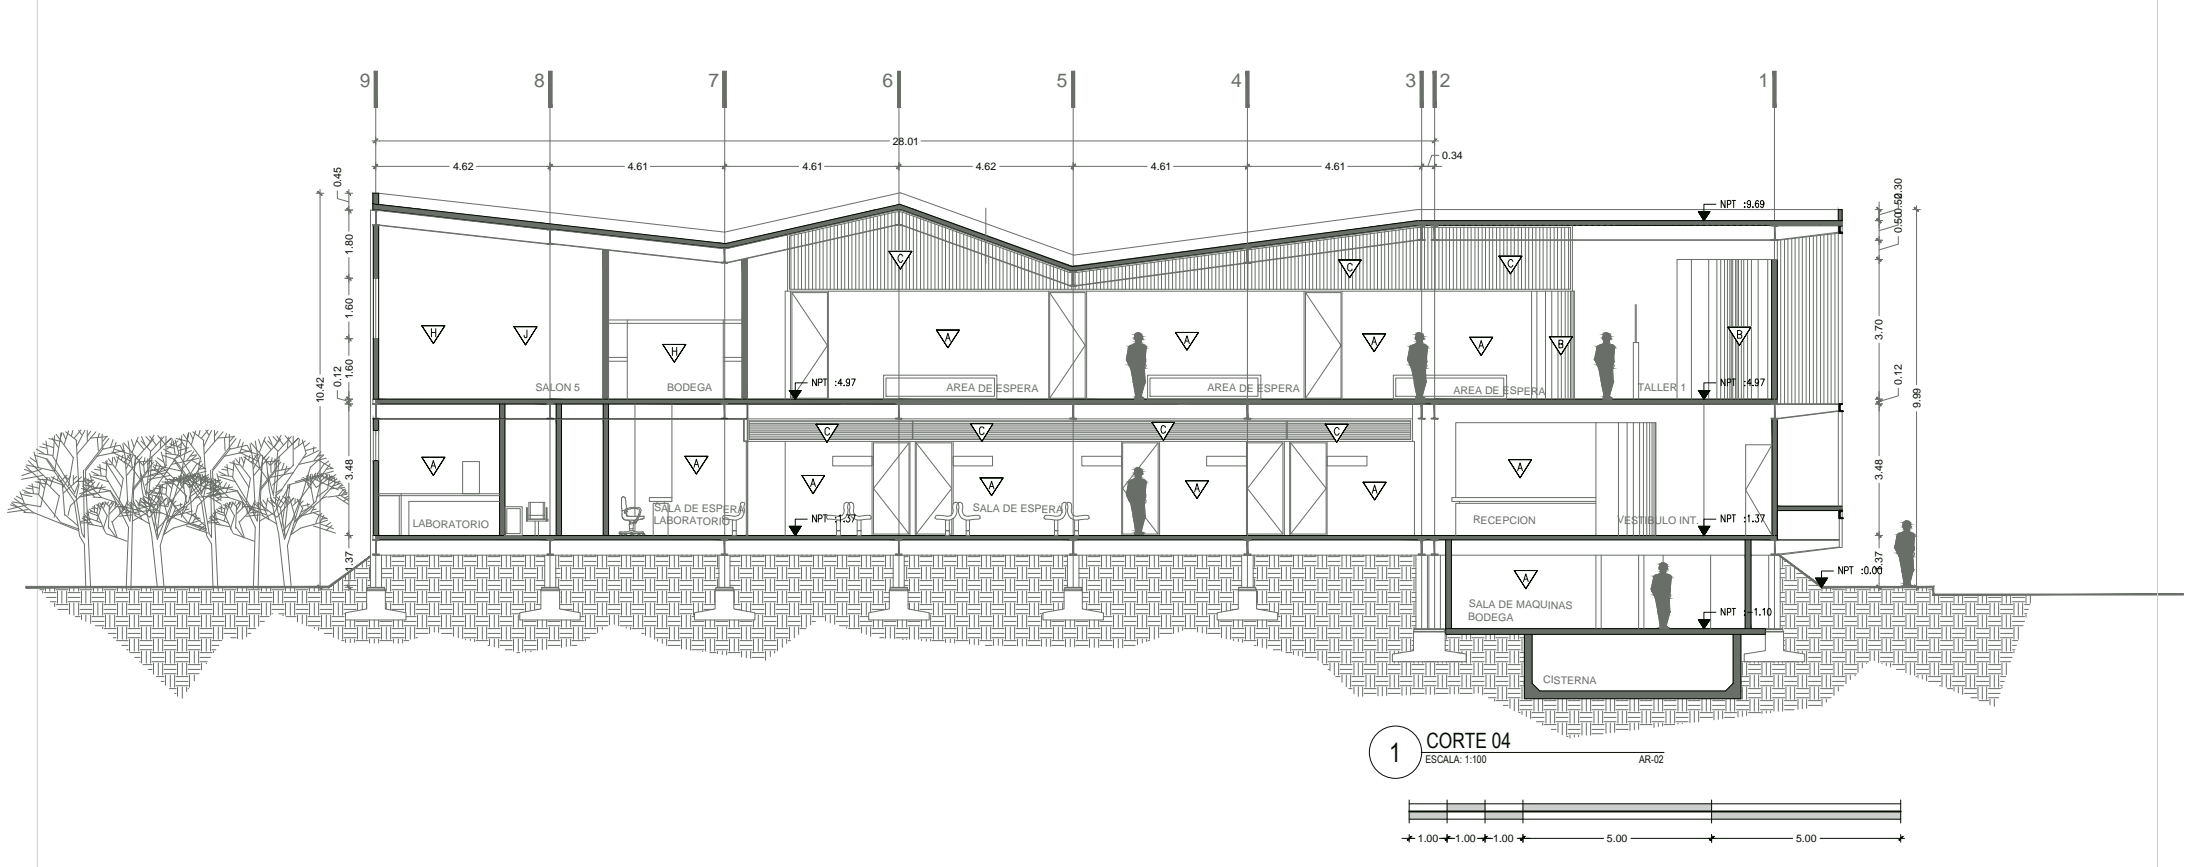 9 8 7 6 5 4 3 2 1
28.01
0.34
4.62 4.61 4.61 4.62 4.61 4.61
0.45
1.80
1.60
1.60
0.12
10.42
3.48
1.37
NPT :9.69
0.50
3.70
0.12
9.99
3.48
C C C
H J H A A A A B B
SALON 5 BODEGA NPT :4.97 AREA DE ESPERA AREA DE ESPERA AREA DE ESPERA TALLER 1 NPT :4.97
C C C C
A A A A A A A
LABORATORIO
SALA DE ESPERA
LABORATORIO
NPT :1.37
SALA DE ESPERA
RECEPCION
VESTIBULO INT.
NPT :1.37
NPT :0.00
A
SALA DE MAQUINAS
BODEGA
NPT :-1.10
CISTERNA
1
CORTE 04
ESCALA: 1:100 AR-02
1.00 1.00 1.00 5.00 5.00